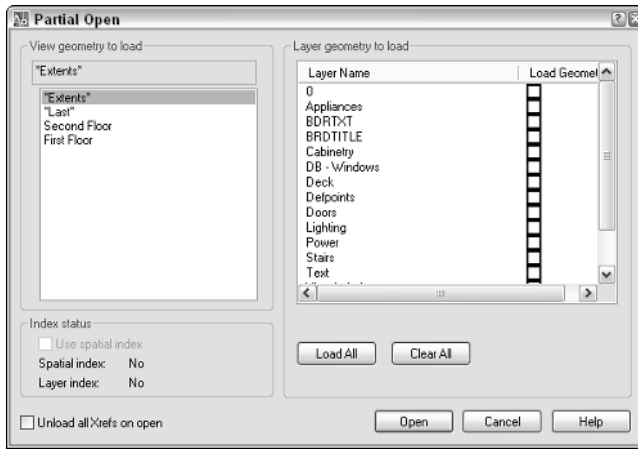 Partial Open
View geometry to load
"Extents"
"Extents"
"Last"
Second Floor
First Floor
Index status
Use spatial index
Spatial index: No
Layer index: No
Unload all Xrefs on open
Layer geometry to load
Layer Name Load Geomet
0
Appliances
BDRTXT
BRDTITLE
Cabinetry
DB - Windows
Deck
Defpoints
Doors
Lighting
Power
Stairs
Text
Load All Clear All
Open Cancel Help